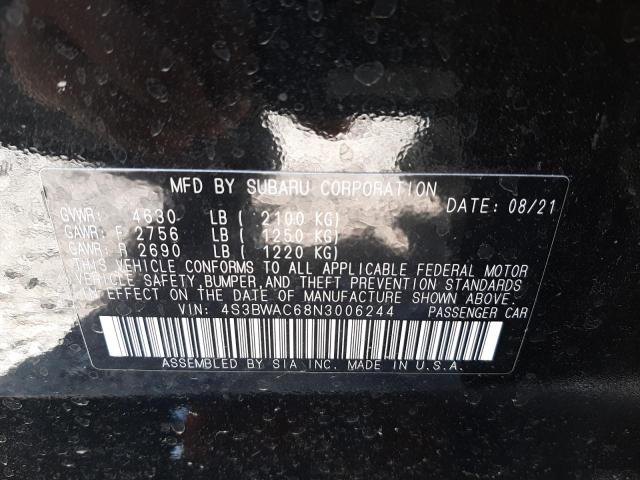 MFD BY SUBARU CORPORATION
DATE: 08/21
GVWR: 4630 LB ( 2100 KG)
GAWR: F 2756 LB ( 1250 KG)
GAWR: R 2690 LB ( 1220 KG)
THIS VEHICLE CONFORMS TO ALL APPLICABLE FEDERAL MOTOR
VEHICLE SAFETY, BUMPER, AND THEFT PREVENTION STANDARDS
IN EFFECT ON THE DATE OF MANUFACTURE SHOWN ABOVE.
VIN: 4S3BWAC68N3006244 PASSENGER CAR
ASSEMBLED BY SIA INC. MADE IN U.S.A.